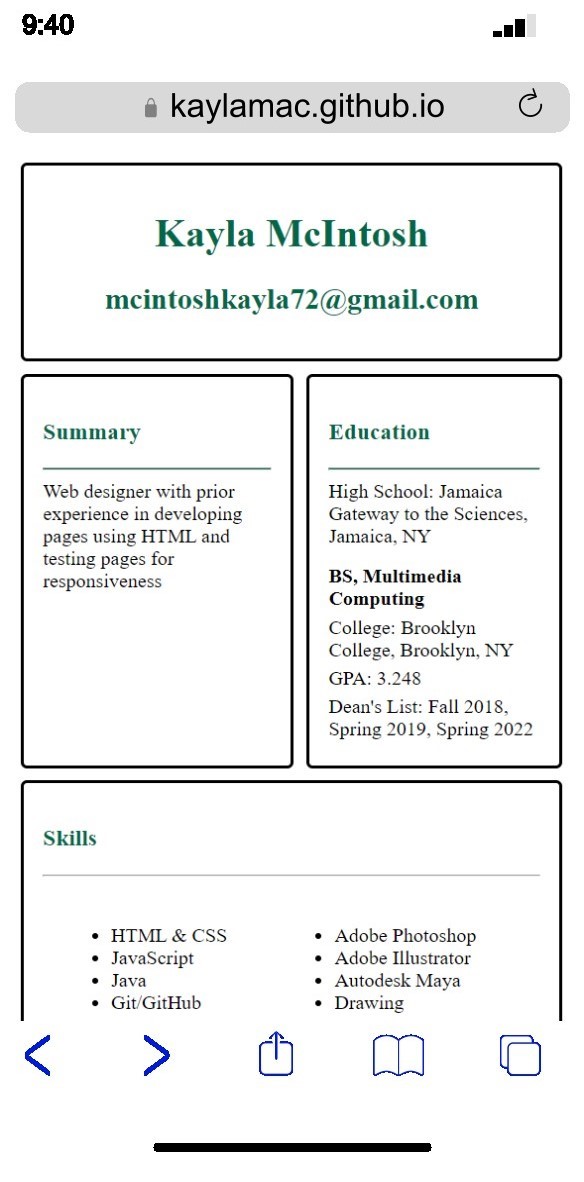 9:40
kaylamac.github.io
Kayla McIntosh
mcintoshkayla72@gmail.com
Summary
Web designer with prior
experience in developing
pages using HTML and
testing pages for
responsiveness
Education
High School: Jamaica
Gateway to the Sciences,
Jamaica, NY
BS, Multimedia
Computing
College: Brooklyn
College, Brooklyn, NY
GPA: 3.248
Dean's List: Fall 2018,
Spring 2019, Spring 2022
Skills
• HTML & CSS
• JavaScript
• Java
• Git/GitHub
• Adobe Photoshop
• Adobe Illustrator
• Autodesk Maya
• Drawing